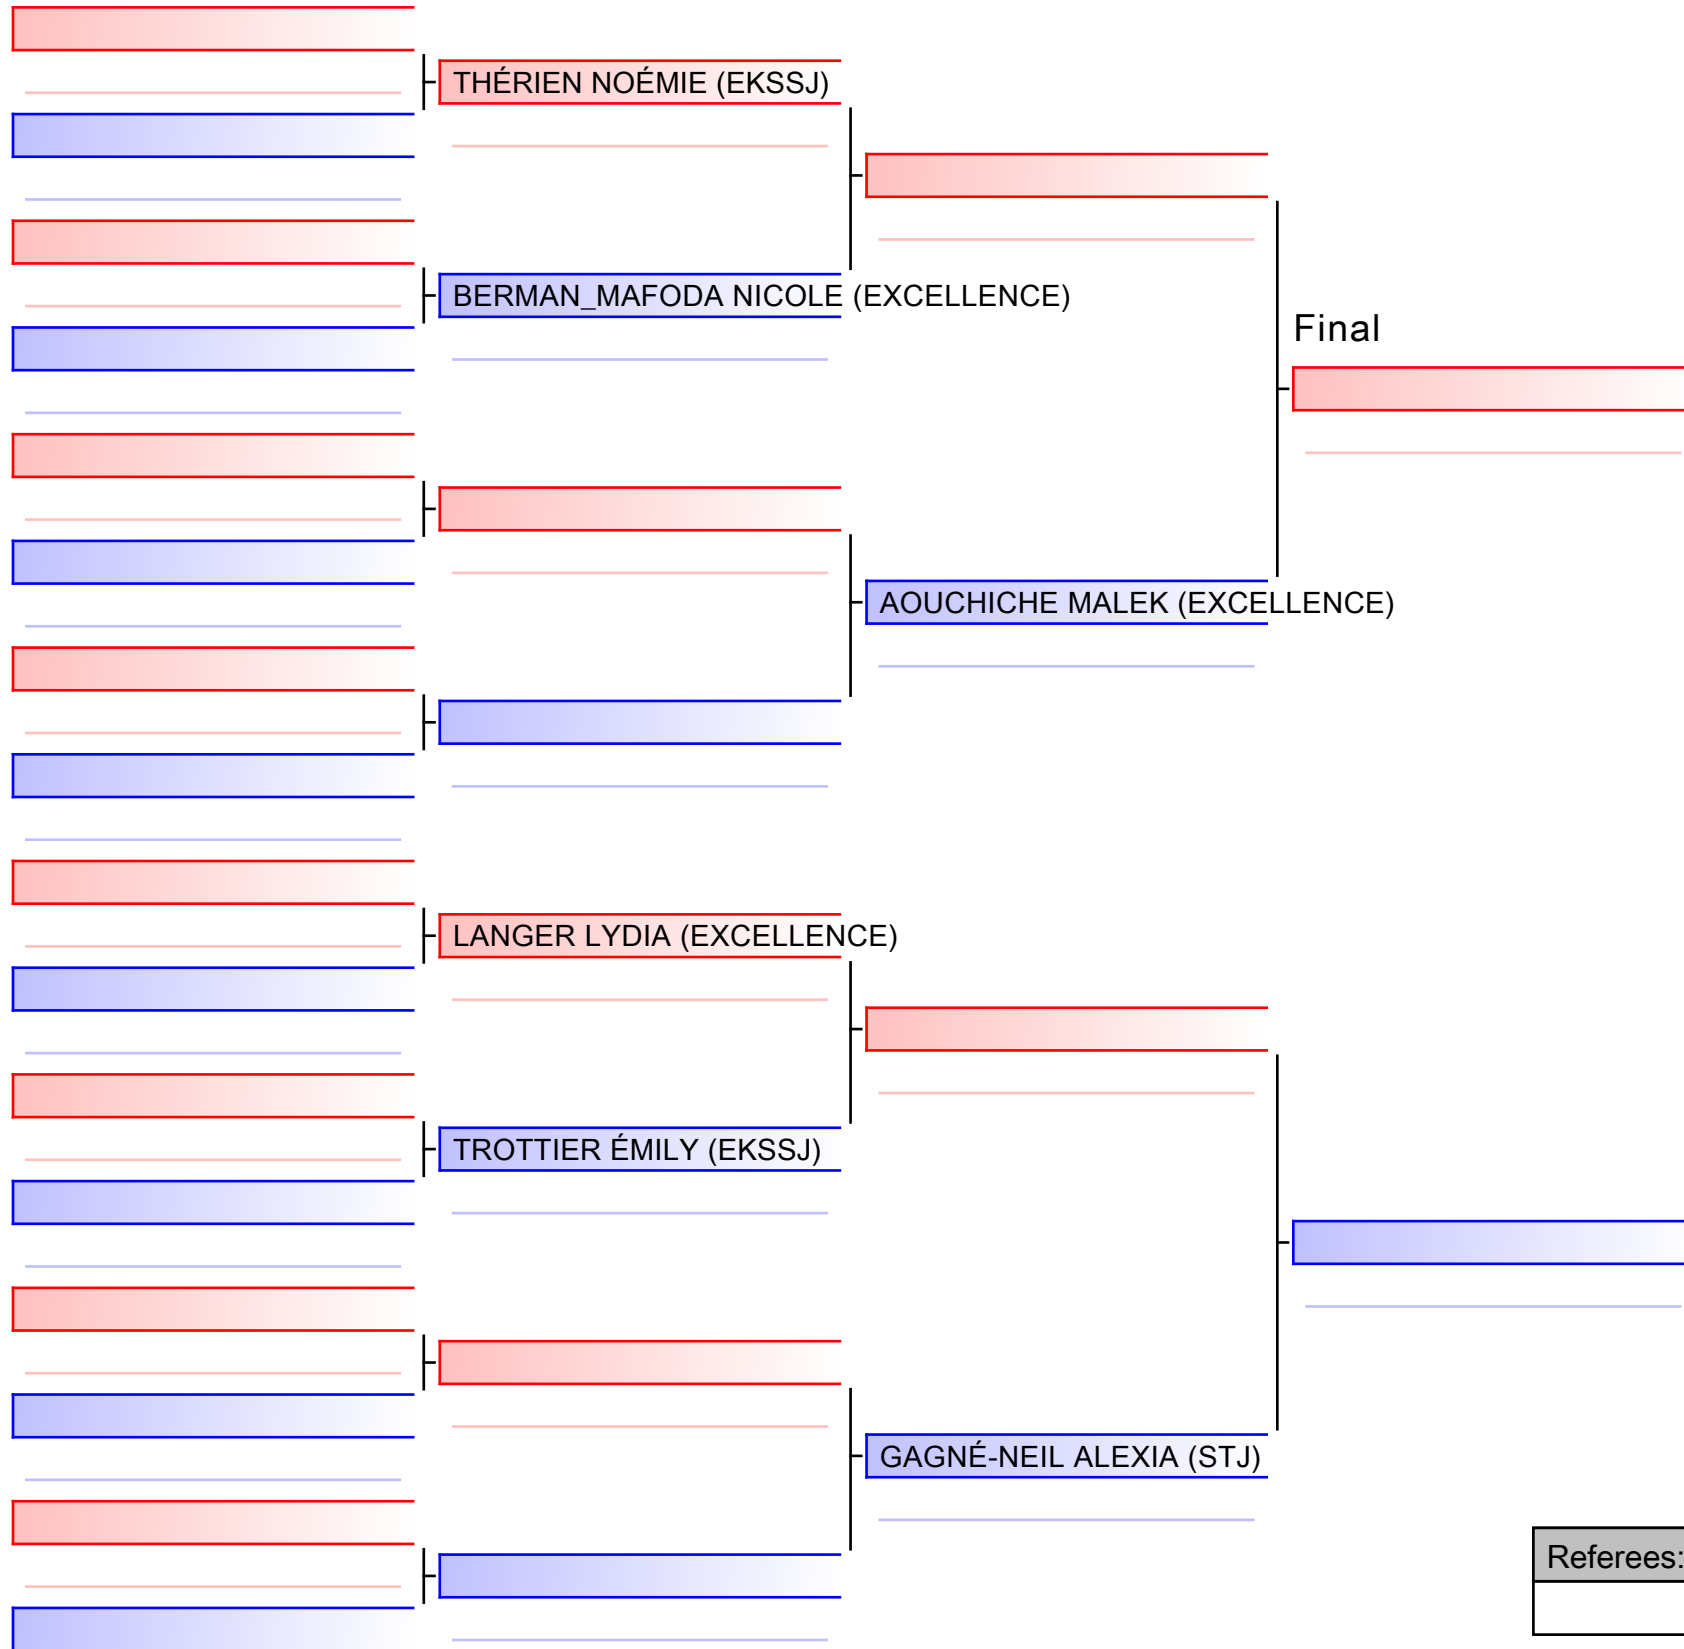 THÉRIEN NOÉMIE (EKSSJ)
BERMAN_MAFODA NICOLE (EXCELLENCE)
Final
AOUCHICHE MALEK (EXCELLENCE)
LANGER LYDIA (EXCELLENCE)
TROTTIER ÉMILY (EKSSJ)
GAGNÉ-NEIL ALEXIA (STJ)
Referees: